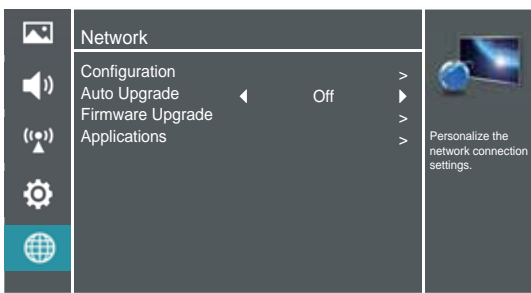 Network
Configuration >
Auto Upgrade Off
Firmware Upgrade >
Applications >
Personalize the
network connection
settings.